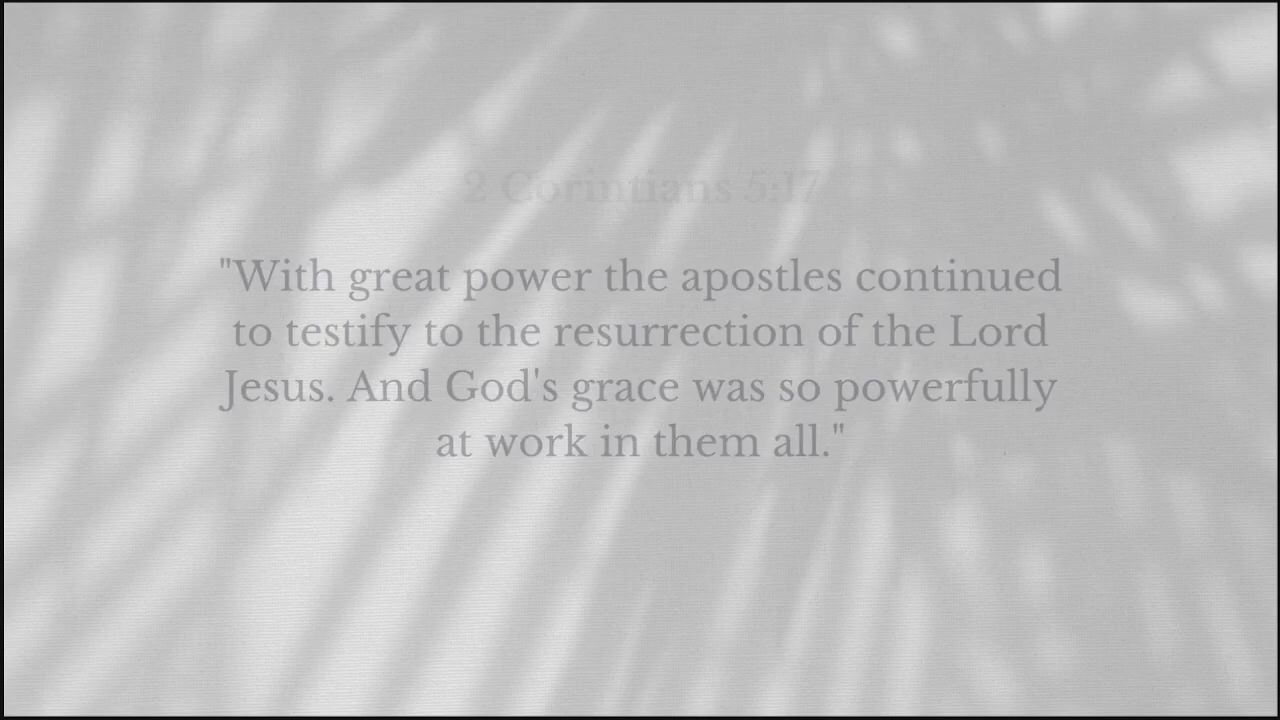 2 Corintians 5:17
"With great power the apostles continued
to testify to the resurrection of the Lord
Jesus. And God's grace was so powerfully
at work in them all."